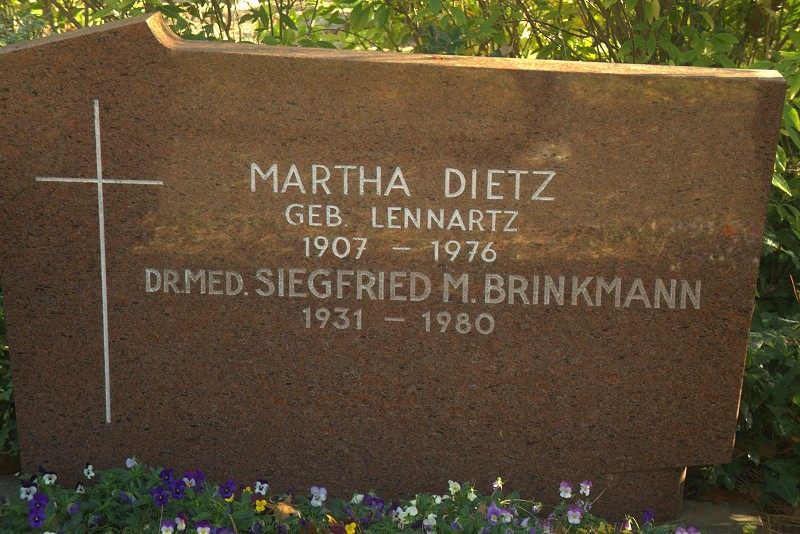 MARTHA DIETZ
GEB. LENNARTZ
1907 – 1976
DR.MED. SIEGFRIED M. BRINKMANN
1931 – 1980